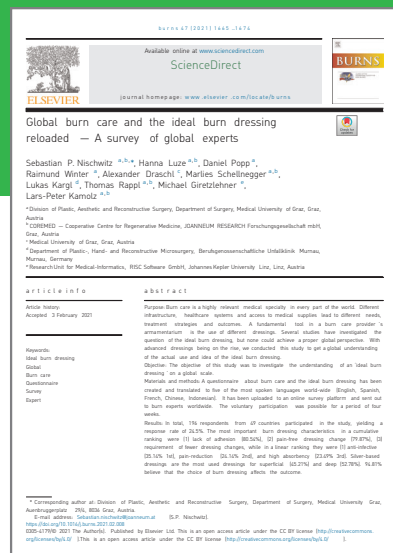 burns 47 (2021) 1665–1674
Available online at www.sciencedirect.com
ScienceDirect
journal homepage: www.elsevier.com/locate/burns
BURNS
ELSEVIER
Global burn care and the ideal burn dressing
reloaded — A survey of global experts
Sebastian P. Nischwitz a,b,*, Hanna Luze a,b, Daniel Popp a,
Raimund Winter a, Alexander Draschl c, Marlies Schellnegger a,b,
Lukas Kargl d, Thomas Rappl a,b, Michael Giretzlehner e,
Lars-Peter Kamolz a,b
a Division of Plastic, Aesthetic and Reconstructive Surgery, Department of Surgery, Medical University of Graz, Graz,
Austria
b COREMED — Cooperative Centre for Regenerative Medicine, JOANNEUM RESEARCH Forschungsgesellschaft mbH,
Graz, Austria
c Medical University of Graz, Graz, Austria
d Department of Plastic-, Hand- and Reconstructive Microsurgery, Berufsgenossenschaftliche Unfallklinik Murnau,
Murnau, Germany
e Research Unit for Medical-Informatics, RISC Software GmbH, Johannes Kepler University Linz, Linz, Austria
article info
Article history:
Accepted 3 February 2021
Keywords:
Ideal burn dressing
Global
Burn care
Questionnaire
Survey
Expert
abstract
Purpose: Burn care is a highly relevant medical specialty in every part of the world. Different
infrastructure, healthcare systems and access to medical supplies lead to different needs,
treatment strategies and outcomes. A fundamental tool in a burn care provider's
armamentarium is the use of different dressings. Several studies have investigated the
question of the ideal burn dressing, but none could achieve a proper global perspective. With
advanced dressings being on the rise, we conducted this study to get a global understanding
of the actual use and idea of the ideal burn dressing.
Objective: The objective of this study was to investigate the understanding of an 'ideal burn
dressing' on a global scale.
Materials and methods: A questionnaire about burn care and the ideal burn dressing has been
created and translated to five of the most spoken languages world-wide (English, Spanish,
French, Chinese, Indonesian). It has been uploaded to an online survey platform and sent out
to burn experts worldwide. The voluntary participation was possible for a period of four
weeks.
Results: In total, 196 respondents from 49 countries participated in the study, yielding a
response rate of 24.5%. The most important burn dressing characteristics in a cumulative
ranking were (1) lack of adhesion (80.54%), (2) pain-free dressing change (79.87%), (3)
requirement of fewer dressing changes, while in a linear ranking they were (1) anti-infective
(35.14% 1st), pain-reduction (26.14% 2nd), and high absorbency (23.49% 3rd). Silver-based
dressings are the most used dressings for superficial (45.21%) and deep (52.78%). 94.81%
believe that the choice of burn dressing affects the outcome.
* Corresponding author at: Division of Plastic, Aesthetic and Reconstructive Surgery, Department of Surgery, Medical University Graz,
Auenbruggerplatz 29/4, 8036 Graz, Austria.
E-mail address: Sebastian.nischwitz@joanneum.at (S.P. Nischwitz)
https://doi.org/10.1016/j.burns.2021.02.008
0305-4179/© 2021 The Author(s). Published by Elsevier Ltd. This is an open access article under the CC BY license (http://creativecommons.
org/licenses/by/4.0/ ).This is an open access article under the CC BY license (http://creativecommons.org/licenses/by/4.0/ ).